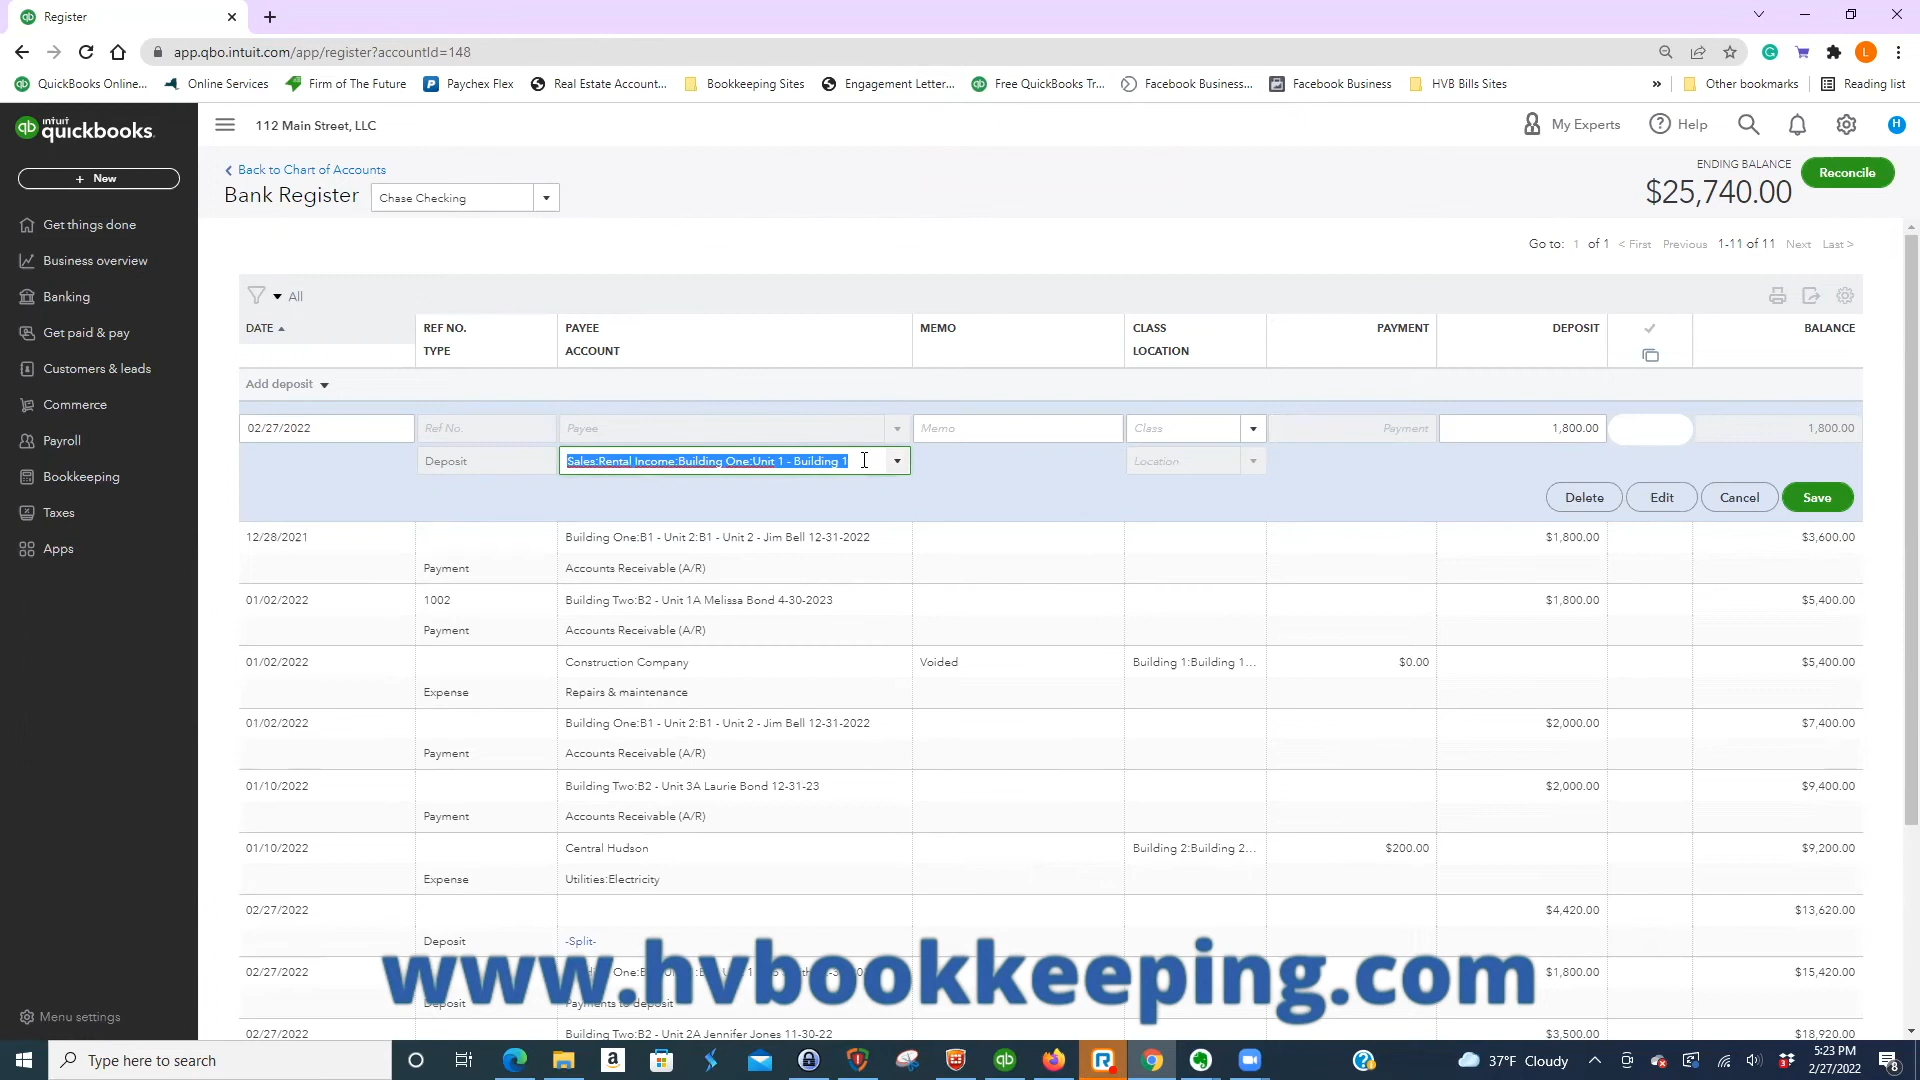 Register
app.qbo.intuit.com/app/register?accountId=148
L
QuickBooks Online...
Online Services
Firm of The Future
Paychex Flex
Real Estate Account...
Bookkeeping Sites
Engagement Letter...
Free QuickBooks Tr...
Facebook Business...
Facebook Business
HVB Bills Sites
»
Other bookmarks
Reading list
intuit
quickbooks.
112 Main Street, LLC
My Experts
Help
H
+ New
Get things done
Business overview
Banking
Get paid & pay
Customers & leads
Commerce
Payroll
Bookkeeping
Taxes
Apps
Menu settings
Back to Chart of Accounts
Bank Register
Chase Checking
ENDING BALANCE
$25,740.00
Reconcile
Go to: 1 of 1 < First Previous 1-11 of 11 Next Last >
All
DATE REF NO. PAYEE MEMO CLASS PAYMENT DEPOSIT BALANCE
TYPE ACCOUNT LOCATION
Add deposit
02/27/2022 Ref No. Payee Memo Class Payment 1,800.00 1,800.00
Deposit Sales:Rental Income:Building One:Unit 1 - Building 1 Location
Delete Edit Cancel Save
12/28/2021 Building One:B1 - Unit 2:B1 - Unit 2 - Jim Bell 12-31-2022 $1,800.00 $3,600.00
Payment Accounts Receivable (A/R)
01/02/2022 1002 Building Two:B2 - Unit 1A Melissa Bond 4-30-2023 $1,800.00 $5,400.00
Payment Accounts Receivable (A/R)
01/02/2022 Construction Company Voided Building 1:Building 1... $0.00 $5,400.00
Expense Repairs & maintenance
01/02/2022 Building One:B1 - Unit 2:B1 - Unit 2 - Jim Bell 12-31-2022 $2,000.00 $7,400.00
Payment Accounts Receivable (A/R)
01/10/2022 Building Two:B2 - Unit 3A Laurie Bond 12-31-23 $2,000.00 $9,400.00
Payment Accounts Receivable (A/R)
01/10/2022 Central Hudson Building 2:Building 2... $200.00 $9,200.00
Expense Utilities:Electricity
02/27/2022 $4,420.00 $13,620.00
Deposit -Split-
02/27/2022 $1,800.00 $15,420.00
www.hvbookkeeping.com
Deposit Payments to deposit
02/27/2022 Building Two:B2 - Unit 2A Jennifer Jones 11-30-22 $3,500.00 $18,920.00
Type here to search
37°F Cloudy
5:23 PM
2/27/2022
8